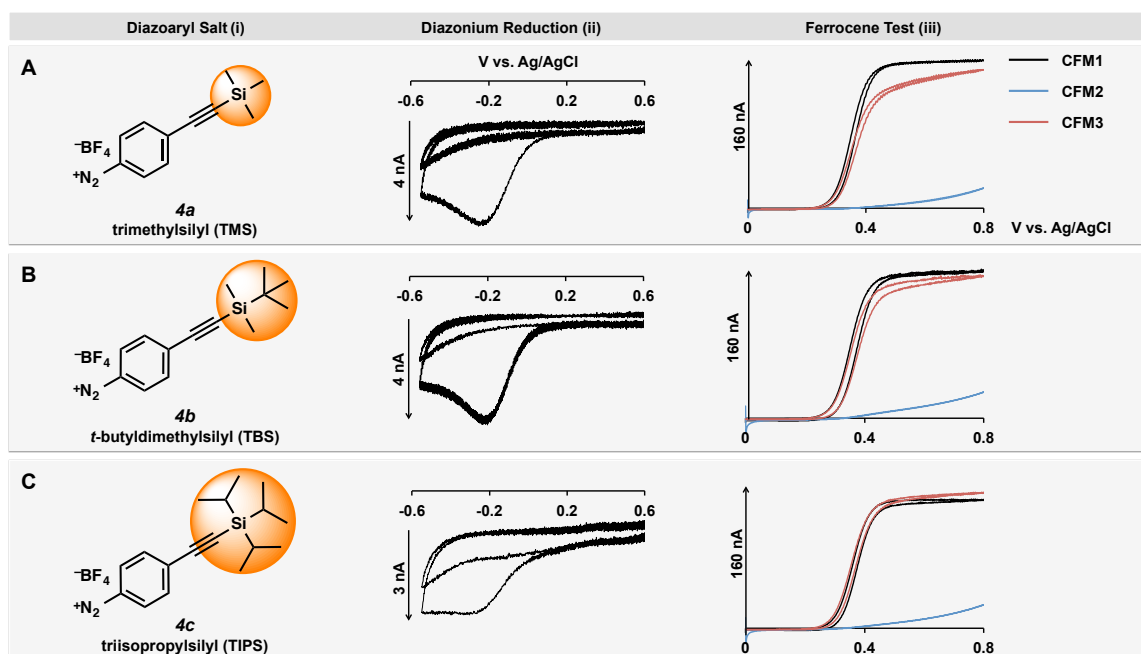 Diazoaryl Salt (i)
Diazonium Reduction (ii)
Ferrocene Test (iii)
A
Si
⁻BF₄
⁺N₂
4a
trimethylsilyl (TMS)
V vs. Ag/AgCl
-0.6 -0.2 0.2 0.6
4 nA
160 nA
0 0.4 0.8
V vs. Ag/AgCl
CFM1
CFM2
CFM3
B
Si
⁻BF₄
⁺N₂
4b
t-butyldimethylsilyl (TBS)
-0.6 -0.2 0.2 0.6
4 nA
160 nA
0 0.4 0.8
C
Si
⁻BF₄
⁺N₂
4c
triisopropylsilyl (TIPS)
-0.6 -0.2 0.2 0.6
3 nA
160 nA
0 0.4 0.8